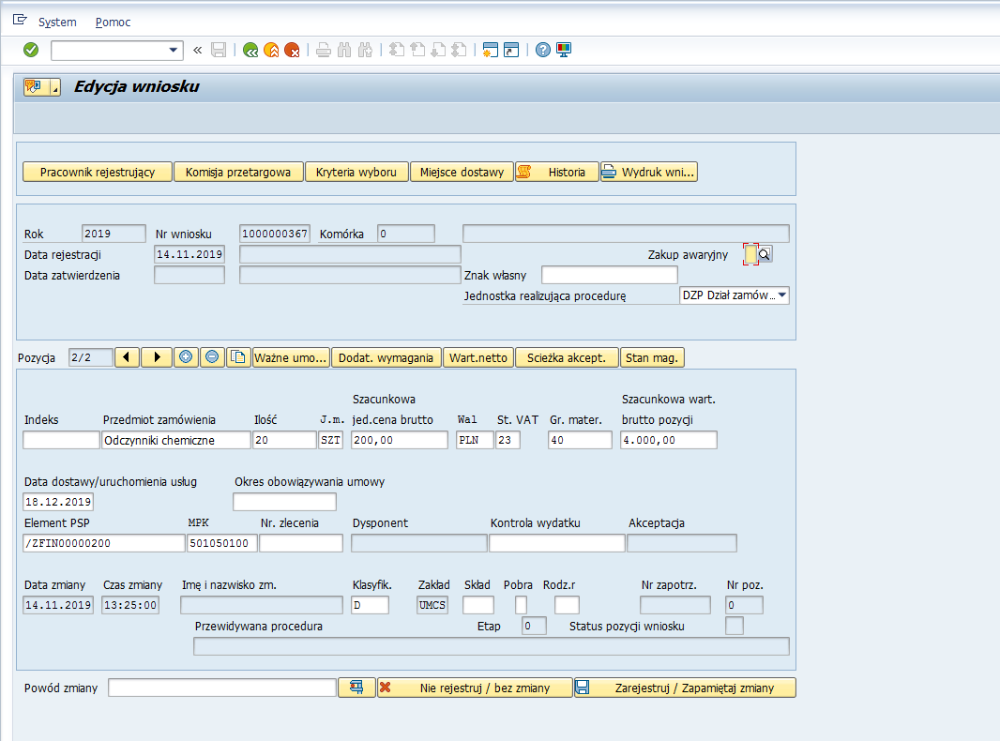 System Pomoc
Edycja wniosku
Pracownik rejestrujący Komisja przetargowa Kryteria wyboru Miejsce dostawy Historia Wydruk wni...
Rok 2019 Nr wniosku 1000000367 Komórka 0
Data rejestracji 14.11.2019 Zakup awaryjny
Data zatwierdzenia Znak własny
Jednostka realizująca procedurę DZP Dział zamów...
Pozycja 2/2 Ważne umo... Dodat. wymagania Wart.netto Scieżka akcept. Stan mag.
Szacunkowa Szacunkowa wart.
Indeks Przedmiot zamówienia Ilość J.m. jed.cena brutto Wal St. VAT Gr. mater. brutto pozycji
Odczynniki chemiczne 20 SZT 200,00 PLN 23 40 4.000,00
Data dostawy/uruchomienia usług Okres obowiązywania umowy
18.12.2019
Element PSP MPK Nr. zlecenia Dysponent Kontrola wydatku Akceptacja
/ZFIN00000200 501050100
Data zmiany Czas zmiany Imę i nazwisko zm. Klasyfik. Zakład Skład Pobra Rodz.r Nr zapotrz. Nr poz.
14.11.2019 13:25:00 D UMCS 0
Przewidywana procedura Etap 0 Status pozycji wniosku
Powód zmiany Nie rejestruj / bez zmiany Zarejestruj / Zapamiętaj zmiany